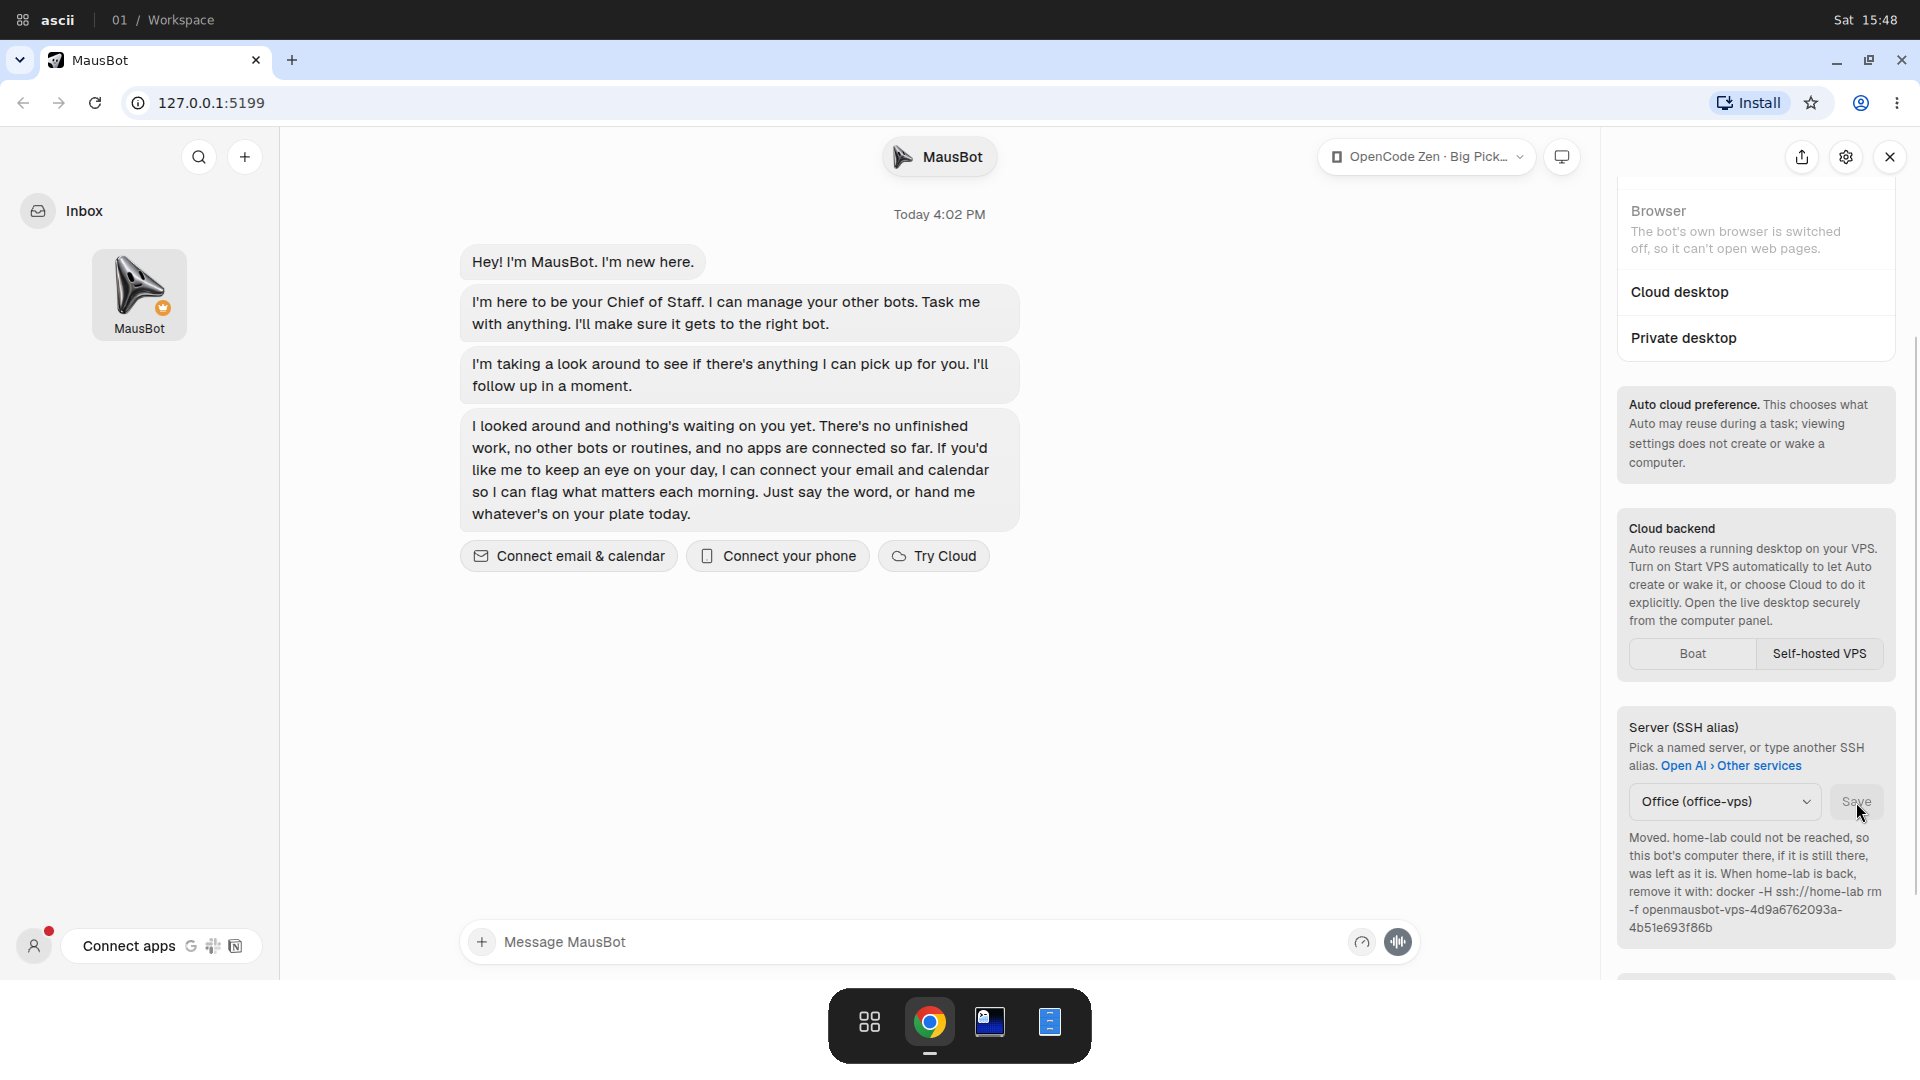 ascii
01 / Workspace
Sat 15:48
MausBot
127.0.0.1:5199
Install
Inbox
MausBot
Connect apps
MausBot
OpenCode Zen · Big Pick...
Today 4:02 PM
Hey! I'm MausBot. I'm new here.
I'm here to be your Chief of Staff. I can manage your other bots. Task me
with anything. I'll make sure it gets to the right bot.
I'm taking a look around to see if there's anything I can pick up for you. I'll
follow up in a moment.
I looked around and nothing's waiting on you yet. There's no unfinished
work, no other bots or routines, and no apps are connected so far. If you'd
like me to keep an eye on your day, I can connect your email and calendar
so I can flag what matters each morning. Just say the word, or hand me
whatever's on your plate today.
Connect email & calendar
Connect your phone
Try Cloud
Message MausBot
Browser
The bot's own browser is switched
off, so it can't open web pages.
Cloud desktop
Private desktop
Auto cloud preference. This chooses what
Auto may reuse during a task; viewing
settings does not create or wake a
computer.
Cloud backend
Auto reuses a running desktop on your VPS.
Turn on Start VPS automatically to let Auto
create or wake it, or choose Cloud to do it
explicitly. Open the live desktop securely
from the computer panel.
Boat
Self-hosted VPS
Server (SSH alias)
Pick a named server, or type another SSH
alias. Open AI › Other services
Office (office-vps)
Save
Moved. home-lab could not be reached, so
this bot's computer there, if it is still there,
was left as it is. When home-lab is back,
remove it with: docker -H ssh://home-lab rm
-f openmausbot-vps-4d9a6762093a-
4b51e693f86b